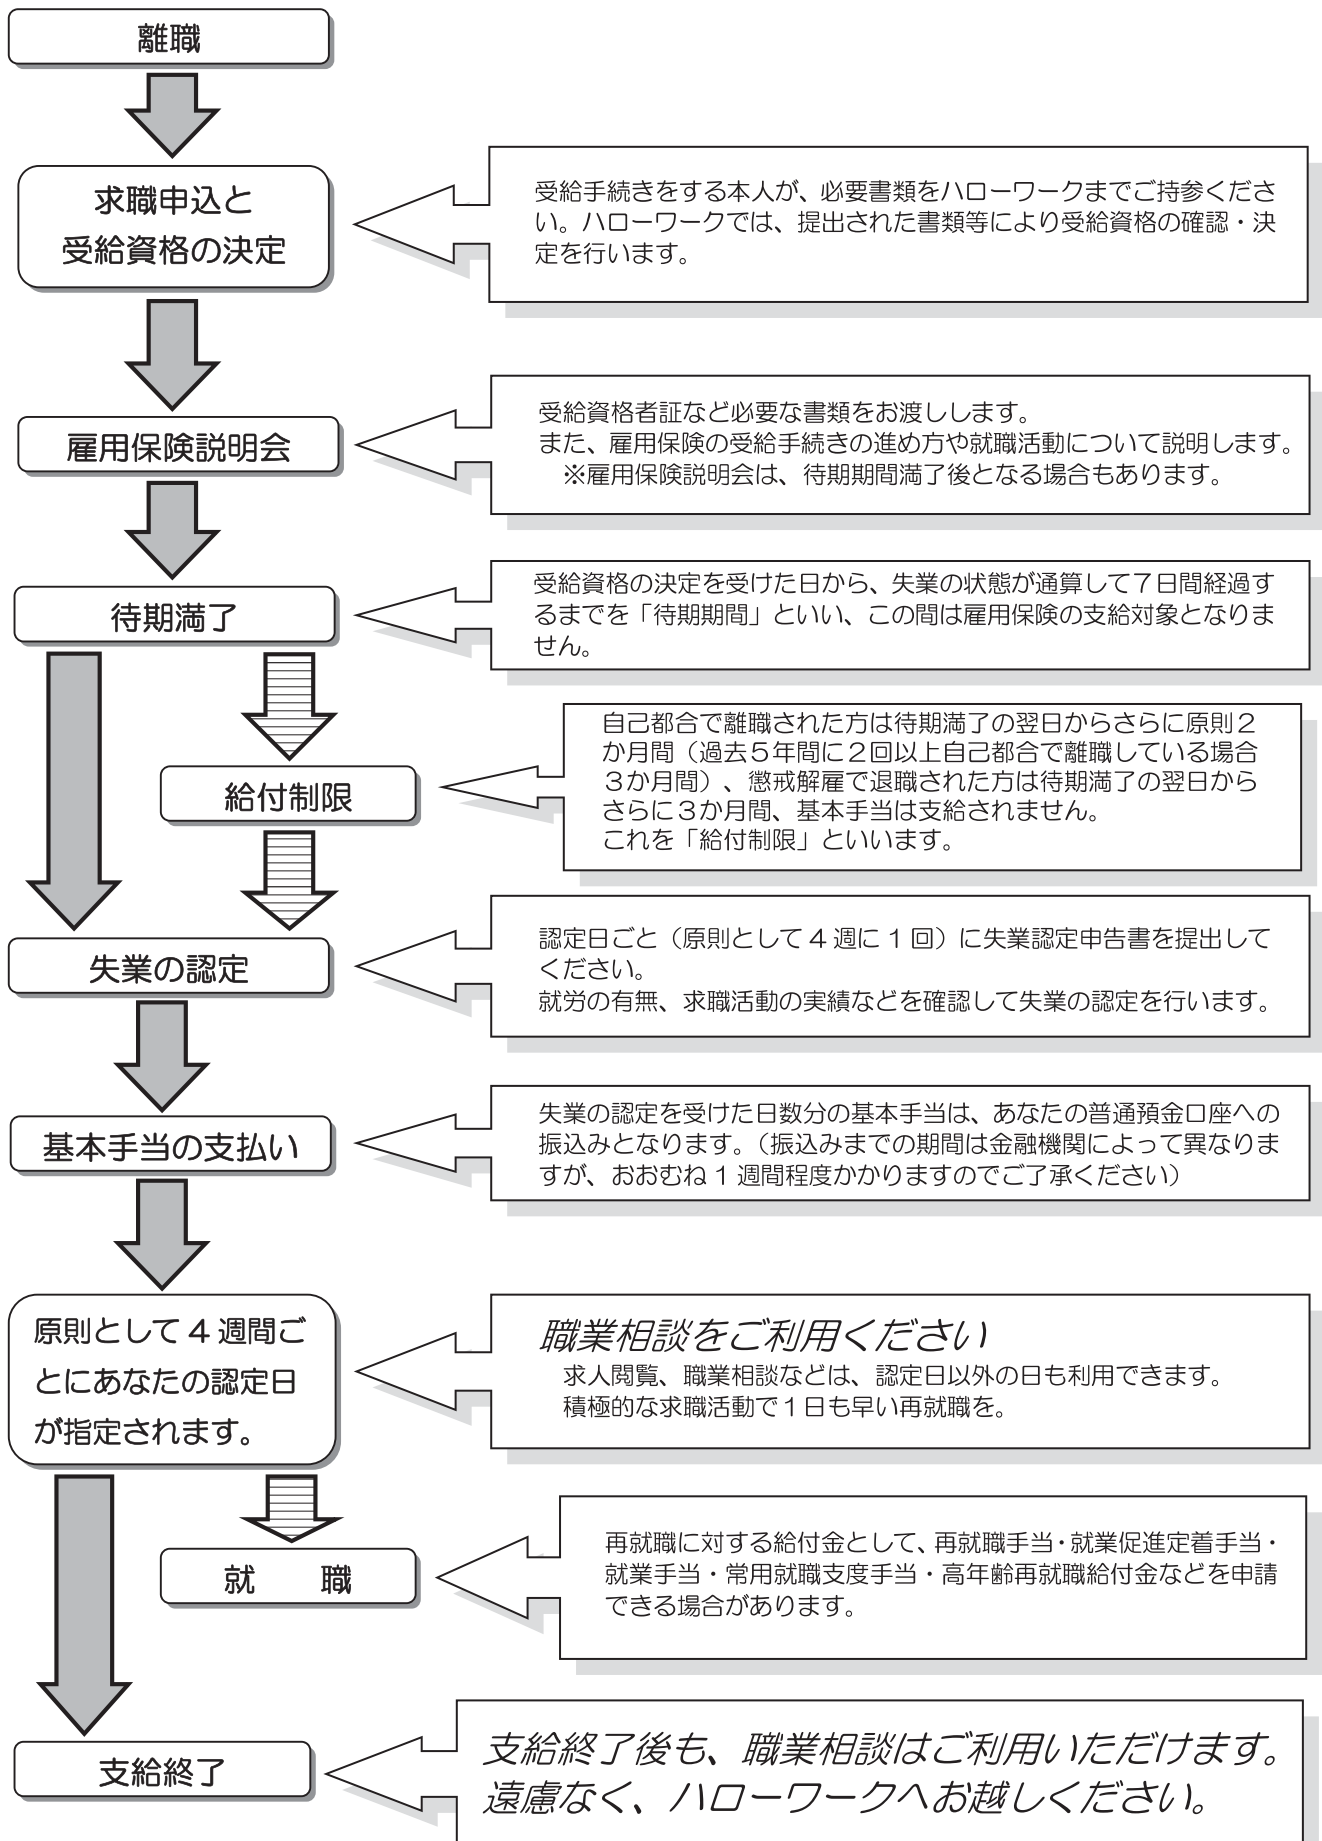 離職
求職申込と
受給資格の決定
受給手続きをする本人が、必要書類をハローワークまでご持参くださ
い。ハローワークでは、提出された書類等により受給資格の確認・決
定を行います。
雇用保険説明会
受給資格者証など必要な書類をお渡しします。
また、雇用保険の受給手続きの進め方や就職活動について説明します。
※雇用保険説明会は、待期期間満了後となる場合もあります。
待期満了
受給資格の決定を受けた日から、失業の状態が通算して７日間経過す
るまでを「待期期間」といい、この間は雇用保険の支給対象となりま
せん。
給付制限
自己都合で離職された方は待期満了の翌日からさらに原則２
か月間（過去５年間に２回以上自己都合で離職している場合
３か月間）、懲戒解雇で退職された方は待期満了の翌日から
さらに３か月間、基本手当は支給されません。
これを「給付制限」といいます。
失業の認定
認定日ごと（原則として４週に１回）に失業認定申告書を提出して
ください。
就労の有無、求職活動の実績などを確認して失業の認定を行います。
基本手当の支払い
失業の認定を受けた日数分の基本手当は、あなたの普通預金口座への
振込みとなります。（振込みまでの期間は金融機関によって異なりま
すが、おおむね１週間程度かかりますのでご了承ください）
原則として４週間ご
とにあなたの認定日
が指定されます。
職業相談をご利用ください
求人閲覧、職業相談などは、認定日以外の日も利用できます。
積極的な求職活動で１日も早い再就職を。
就　職
再就職に対する給付金として、再就職手当・就業促進定着手当・
就業手当・常用就職支度手当・高年齢再就職給付金などを申請
できる場合があります。
支給終了
支給終了後も、職業相談はご利用いただけます。
遠慮なく、ハローワークへお越しください。